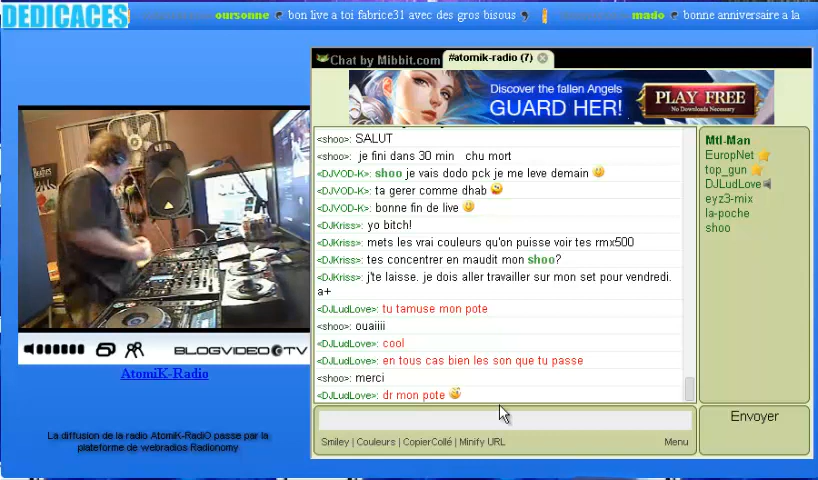 DEDICACES
oursonne bon live a toi fabrice31 avec des gros bisous
mado bonne anniversaire a la
Chat by Mibbit.com
#atomik-radio (7)
Discover the fallen Angels
GUARD HER!
PLAY FREE
No Downloads Necessary
<shoo>: SALUT
<shoo>: je fini dans 30 min chu mort
<DJVOD-K>: shoo je vais dodo pck je me leve demain
<DJVOD-K>: ta gerer comme dhab
<DJVOD-K>: bonne fin de live
<DJKriss>: yo bitch!
<DJKriss>: mets les vrai couleurs qu'on puisse voir tes rmx500
<DJKriss>: tes concentrer en maudit mon shoo?
<DJKriss>: j'te laisse. je dois aller travailler sur mon set pour vendredi.
a+
<DJLudLove>: tu tamuse mon pote
<shoo>: ouaiiii
<DJLudLove>: cool
<DJLudLove>: en tous cas bien les son que tu passe
<shoo>: merci
<DJLudLove>: dr mon pote
Mtl-Man
EuropNet
top_gun
DJLudLove
eyz3-mix
la-poche
shoo
Smiley | Couleurs | CopierCollé | Minify URL
Menu
Envoyer
BLOGVIDEO TV
AtomiK-Radio
La diffusion de la radio AtomiK-RadiO passe par la
plateforme de webradios Radionomy